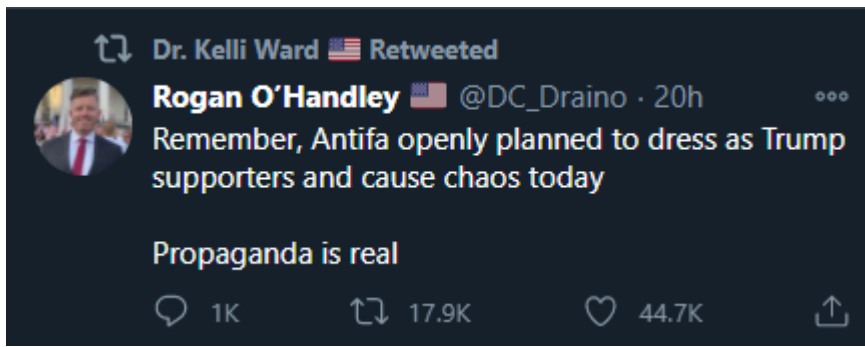 Dr. Kelli Ward 🇺🇸 Retweeted
Rogan O'Handley 🇺🇸 @DC_Draino · 20h
Remember, Antifa openly planned to dress as Trump
supporters and cause chaos today
Propaganda is real
1K 17.9K 44.7K